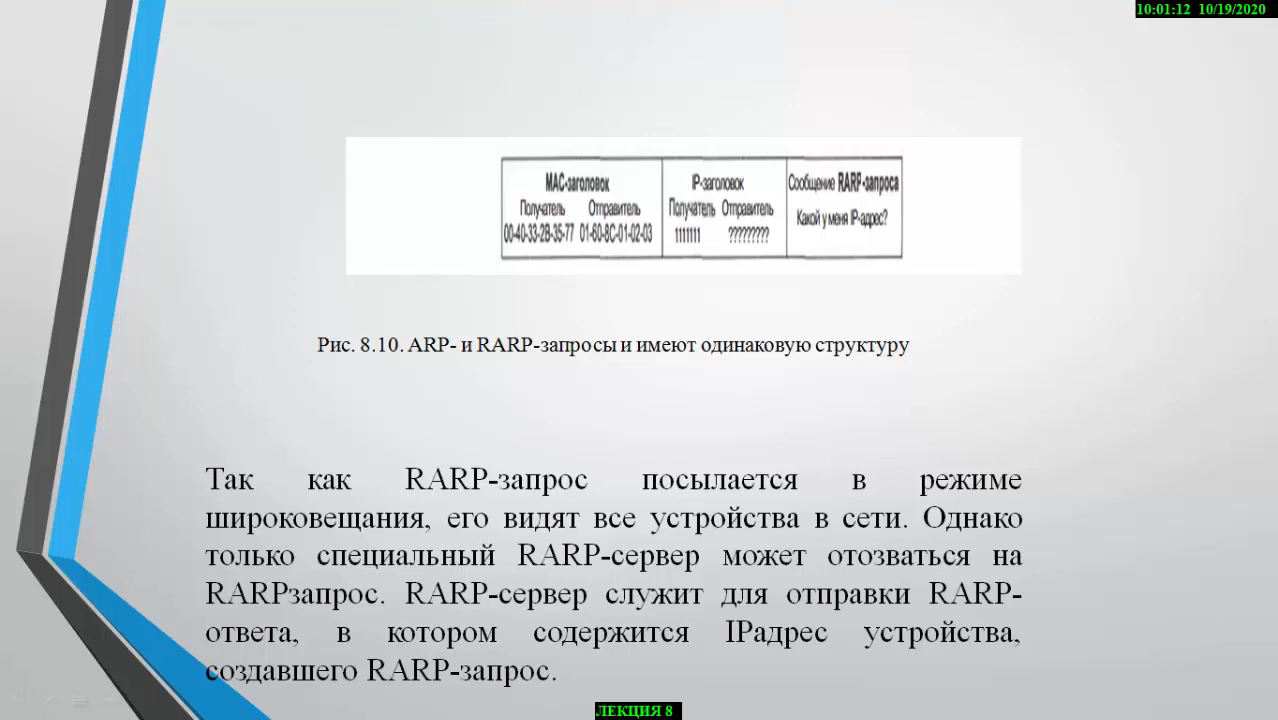 10:01:12 10/19/2020
MAC-заголовок IP-заголовок Сообщение RARP-запроса
Получатель Отправитель Получатель Отправитель Какой у меня IP-адрес?
00-40-33-2B-35-77 01-60-8C-01-02-03 1111111 ?????????
Рис. 8.10. ARP- и RARP-запросы и имеют одинаковую структуру
Так как RARP-запрос посылается в режиме
широковещания, его видят все устройства в сети. Однако
только специальный RARP-сервер может отозваться на
RARPзапрос. RARP-сервер служит для отправки RARP-
ответа, в котором содержится IPадрес устройства,
создавшего RARP-запрос.
ЛЕКЦИЯ 8